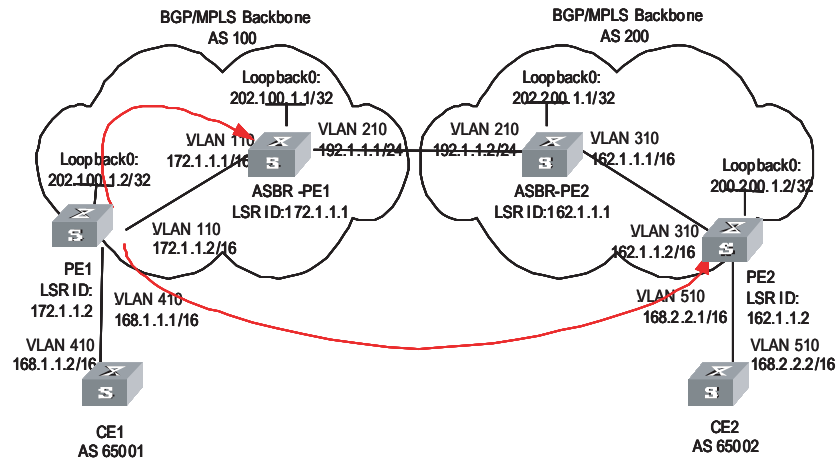 BGP/MPLS Backbone
AS 100
BGP/MPLS Backbone
AS 200
Loopback0:
202.100.1.1/32
Loopback0:
202.200.1.1/32
VLAN 110
172.1.1.1/16
VLAN 210
192.1.1.1/24
VLAN 210
192.1.1.2/24
VLAN 310
162.1.1.1/16
Loopback0:
202.100.1.2/32
Loopback0:
200.200.1.2/32
ASBR-PE1
LSR ID:172.1.1.1
ASBR-PE2
LSR ID:162.1.1.1
VLAN 110
172.1.1.2/16
VLAN 310
162.1.1.2/16
PE1
LSR ID:
172.1.1.2
VLAN 410
168.1.1.1/16
VLAN 510
168.2.2.1/16
PE2
LSR ID:
162.1.1.2
VLAN 410
168.1.1.2/16
VLAN 510
168.2.2.2/16
CE1
AS 65001
CE2
AS 65002
X
S
X
S
X
S
X
S
X
S
X
S